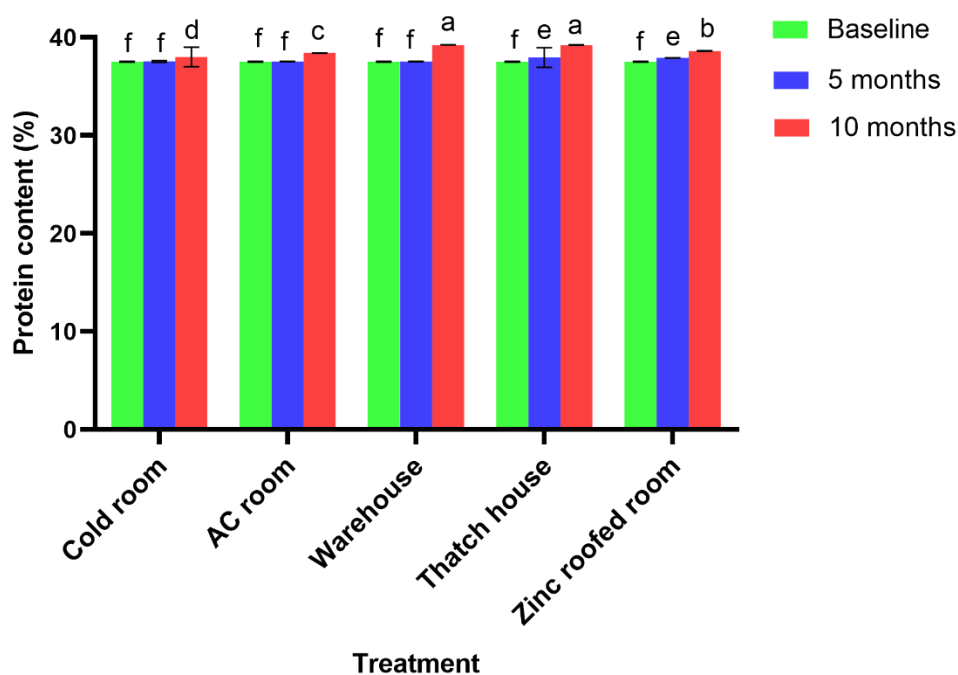 f f d f f c f f a f e a f e b
Baseline
5 months
10 months
Protein content (%)
40
30
20
10
0
Cold room
AC room
Warehouse
Thatch house
Zinc roofed room
Treatment